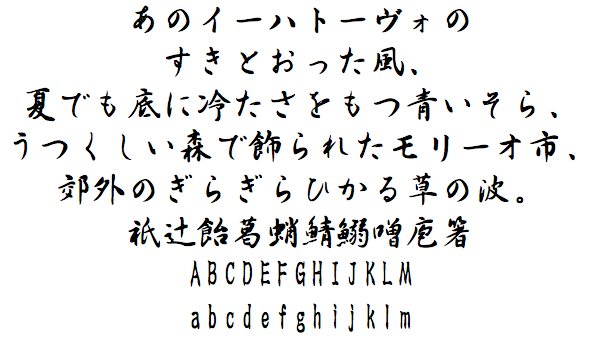 あのイーハトーヴォの
すきとおった風、
夏でも底に冷たさをもつ青いそら、
うつくしい森で飾られたモリーオ市、
郊外のぎらぎらひかる草の波。
祇辻飴葛蛸鯖鰯噌庖箸
ABCDEFGHIJKLM
abcdefghijklm